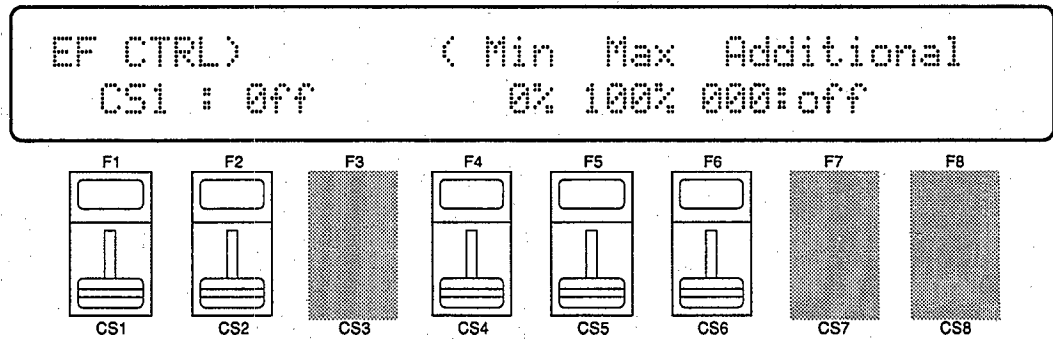 EF CTRL) ( Min Max Additional
CS1 : 0ff 0% 100% 000:off
F1 F2 F3 F4 F5 F6 F7 F8
CS1 CS2 CS3 CS4 CS5 CS6 CS7 CS8